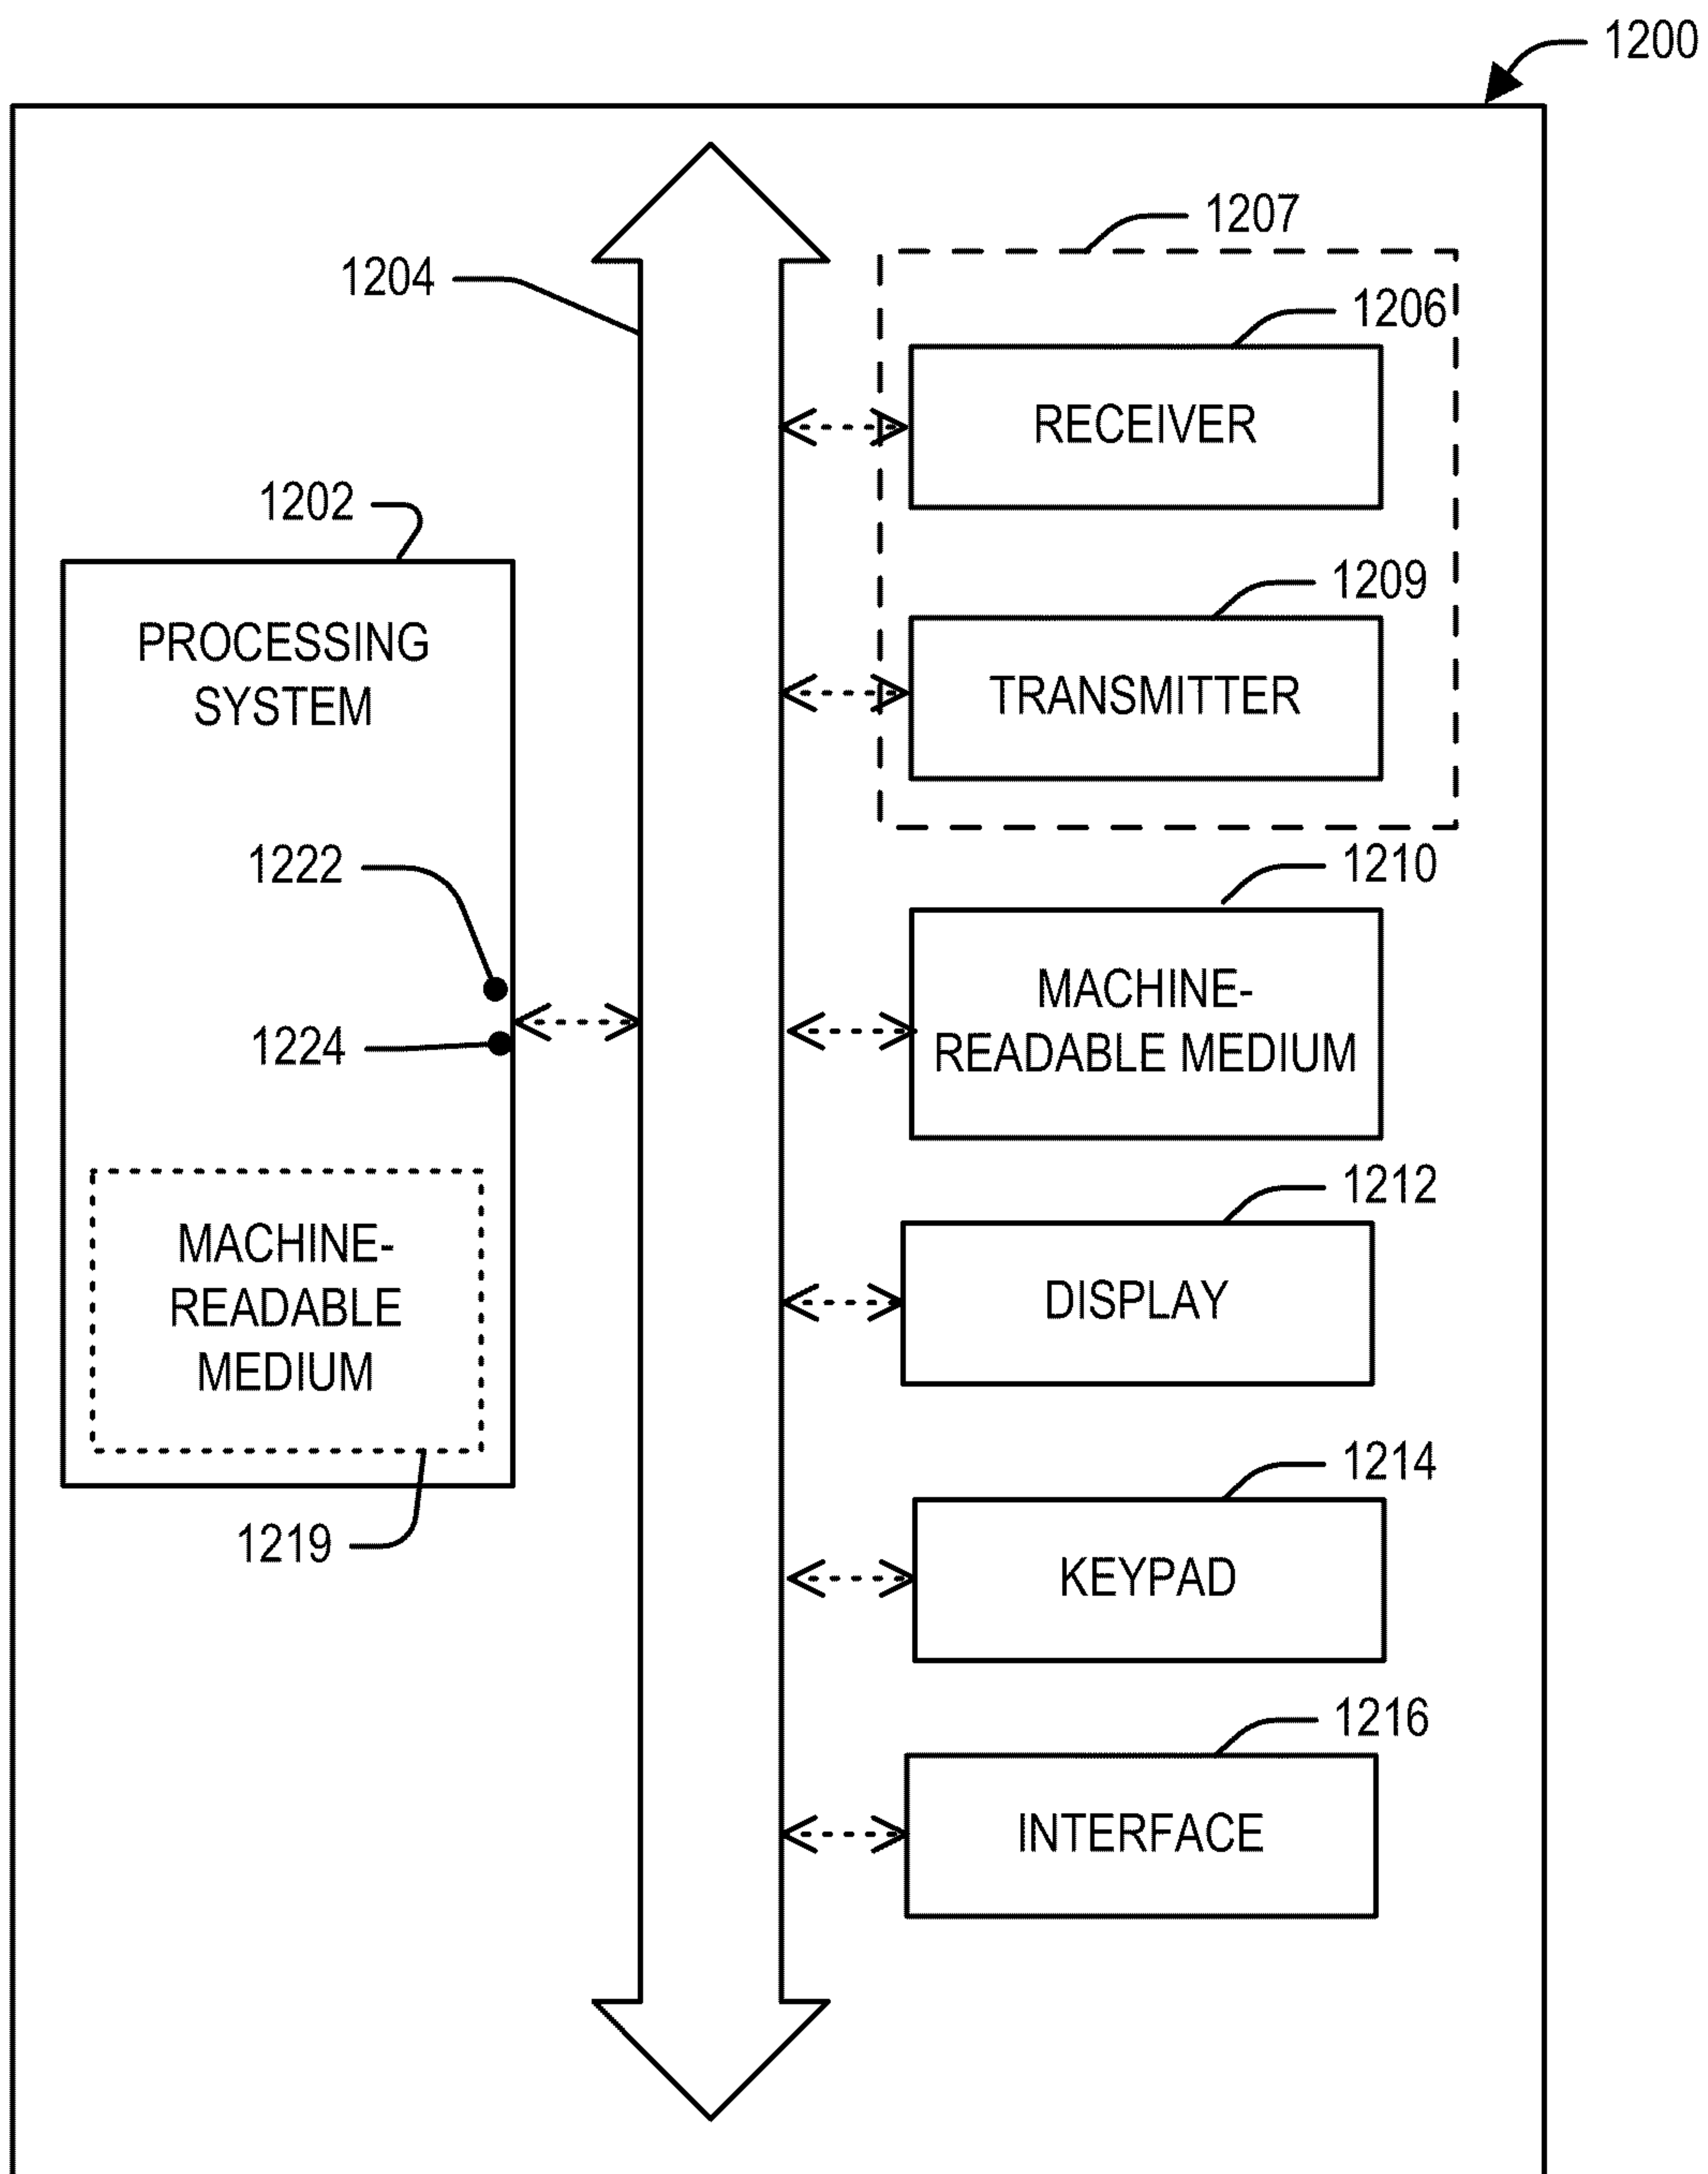 1200
1207
1204
1206
RECEIVER
1202
1209
PROCESSING
SYSTEM
TRANSMITTER
1222
1210
MACHINE-
READABLE MEDIUM
1224
1212
MACHINE-
READABLE
MEDIUM
DISPLAY
1214
1219
KEYPAD
1216
INTERFACE